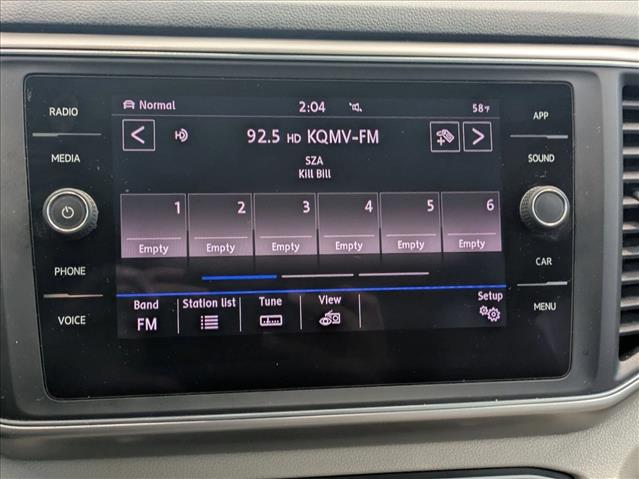 RADIO
MEDIA
PHONE
VOICE
Normal 2:04 58°F
92.5 HD KQMV-FM
SZA
Kill Bill
1 2 3 4 5 6
Empty Empty Empty Empty Empty Empty
Band Station list Tune View Setup
FM
APP
SOUND
CAR
MENU